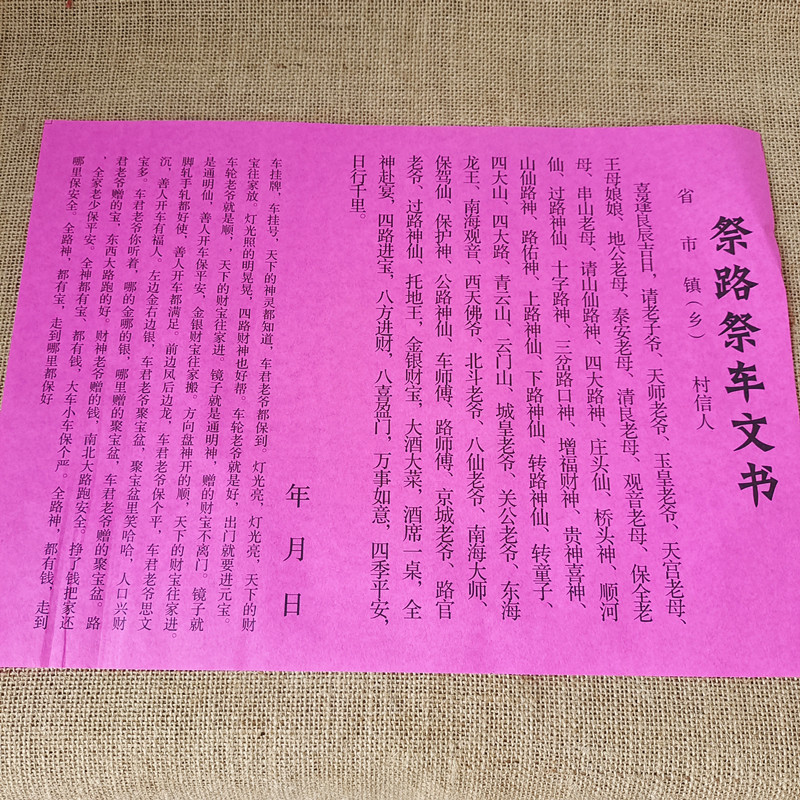 祭路祭车文书
省 市 镇(乡) 村信人
喜逢良辰吉日，请老子爷、天师老爷、玉皇老爷、天宫老母、
王母娘娘、地公老母、泰安老母、清良老母、观音老母、保全老
母、串山老母、请山仙路神、四大路神、庄头仙、桥头神、顺河
仙、过路神仙、十字路神、三岔路口神、增福财神、贵神喜神、
山仙路神、路佑神、上路神仙、下路神仙、转路神仙、转童子、
四大山、四大路、青云山、云门山、城皇老爷、关公老爷、东海
龙王、南海观音、西天佛爷、北斗老爷、八仙老爷、南海大师、
保驾仙、保护神、公路神仙、车师傅、路师傅、京城老爷、路官
老爷、过路神仙、托地王，金银财宝，大酒大菜，酒席一桌，全
神赴宴，四路进宝，八方进财，八喜盈门，万事如意，四季平安，
日行千里。
年 月 日
车挂牌，车挂号，天下的神灵都知道，车君老爷都保到。灯光亮，灯光亮，天下的财
宝往家放。灯光照的明晃晃，四路财神也好帮。车轮老爷就是好，出门就要进元宝。
车轮老爷就是顺，，天下的财宝往家进。镜子就是通明神，赠的财宝不离门。镜子就
是通明仙，善人开车保平安，金银财宝往家搬。方向盘神开的顺，天下的财宝往家进。
脚轧手轧都好使，善人开车都满足。前边凤后边龙，车君老爷保个平，车君老爷思文
沉，善人开车有福人。左边金右边银，车君老爷聚宝盆，聚宝盆里笑哈哈，人口兴财
宝多。车君老爷你听着，哪的金哪的银，哪里赠的聚宝盆，车君老爷赠的聚宝盆。路
君老爷赠的宝，东西大路跑的好。财神老爷赠的钱，南北大路跑安全。挣了钱把家还
，全家老少保平安。全神都有宝，都有钱，大车小车保个严。全路神，都有钱，走到
哪里保安全。全路神，都有宝，走到哪里都保好